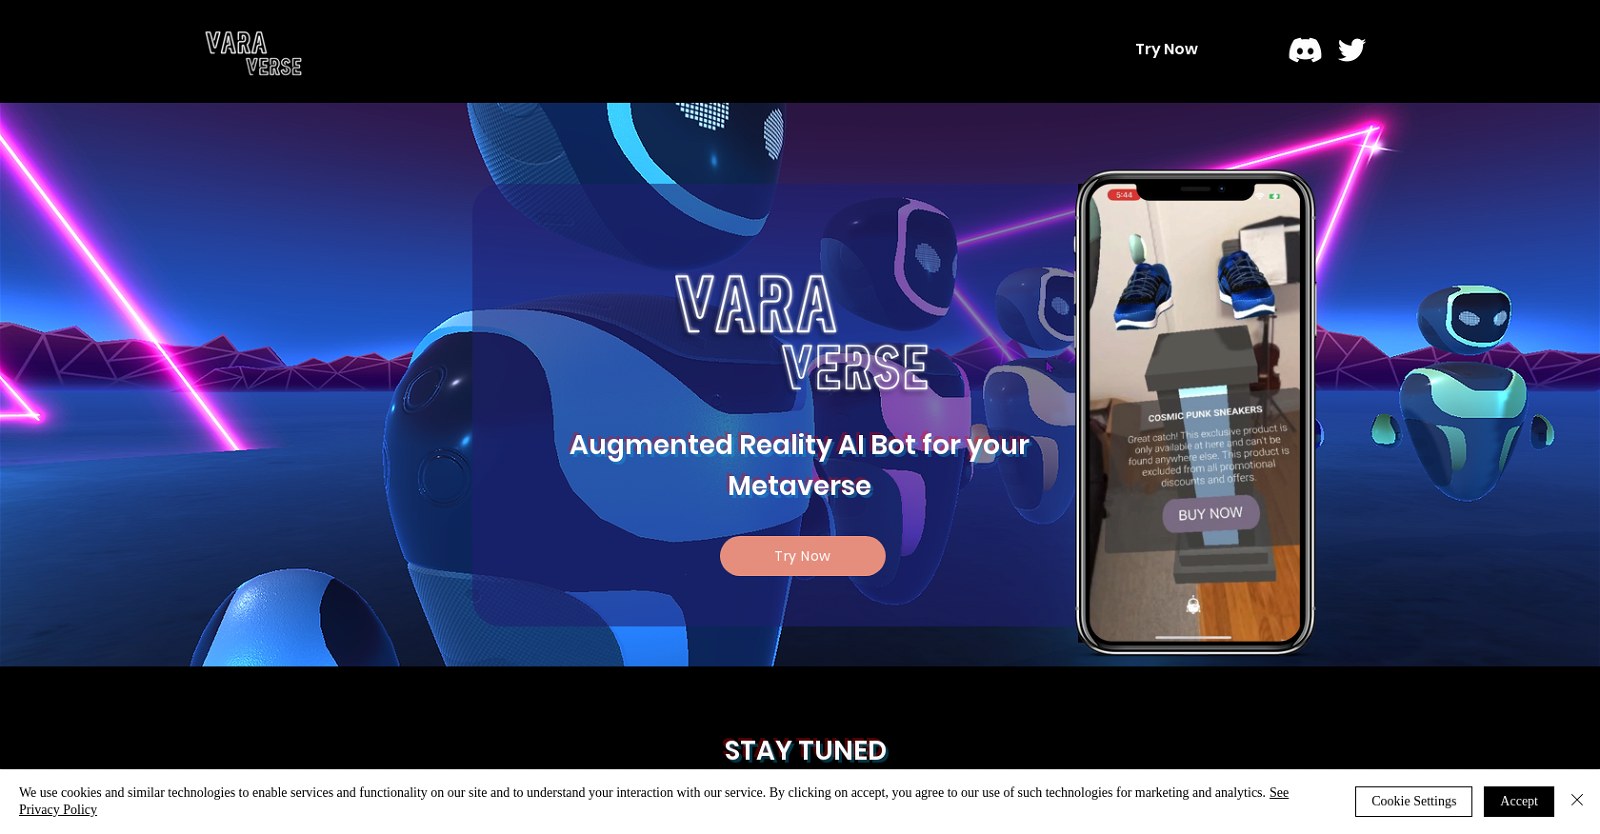 VARA
VERSE
Try Now
5:44
VARA
VERSE
Augmented Reality AI Bot for your
Metaverse
Try Now
COSMIC PUNK SNEAKERS
Great catch! This exclusive product is
only available at here and can't be
found anywhere else. This product is
excluded from all promotional
discounts and offers.
BUY NOW
STAY TUNED
We use cookies and similar technologies to enable services and functionality on our site and to understand your interaction with our service. By clicking on accept, you agree to our use of such technologies for marketing and analytics. See
Privacy Policy
Cookie Settings
Accept